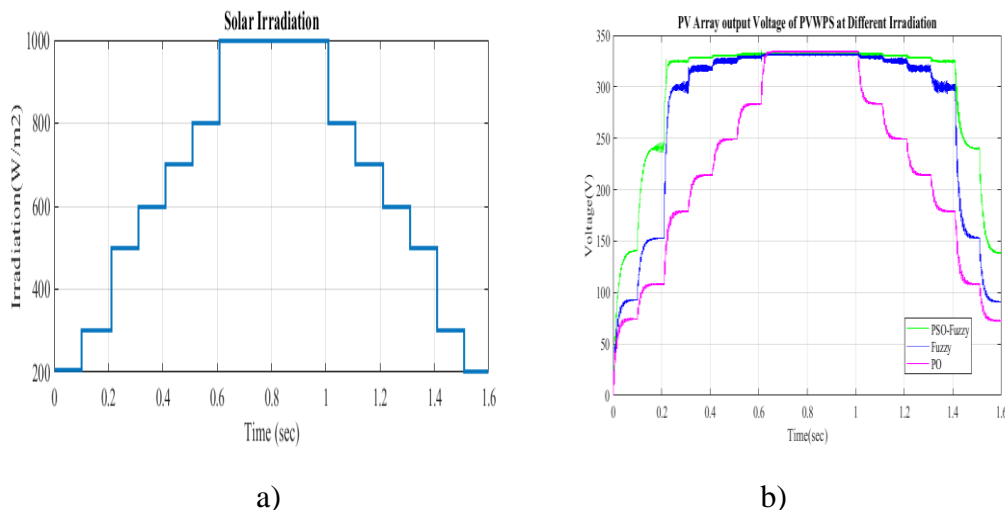 Solar Irradiation
Irradiation(W/m2)
1000
800
600
400
200
0 0.2 0.4 0.6 0.8 1 1.2 1.4 1.6
Time (sec)
a)
PV Array output Voltage of PVWPS at Different Irradiation
Voltage(V)
350
300
250
200
150
100
50
0
0 0.2 0.4 0.6 0.8 1 1.2 1.4 1.6
Time(sec)
PSO-Fuzzy
Fuzzy
PO
b)